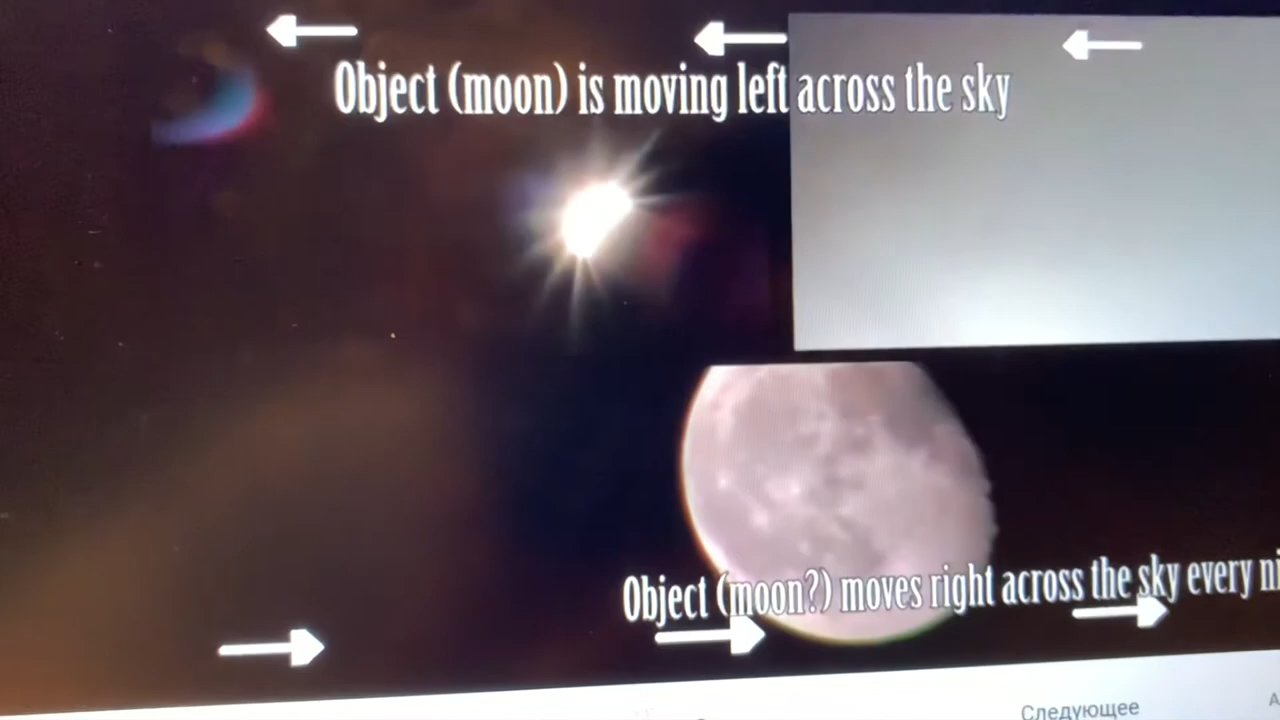 Object (moon) is moving left across the sky
Object (moon?) moves right across the sky every
Следующее